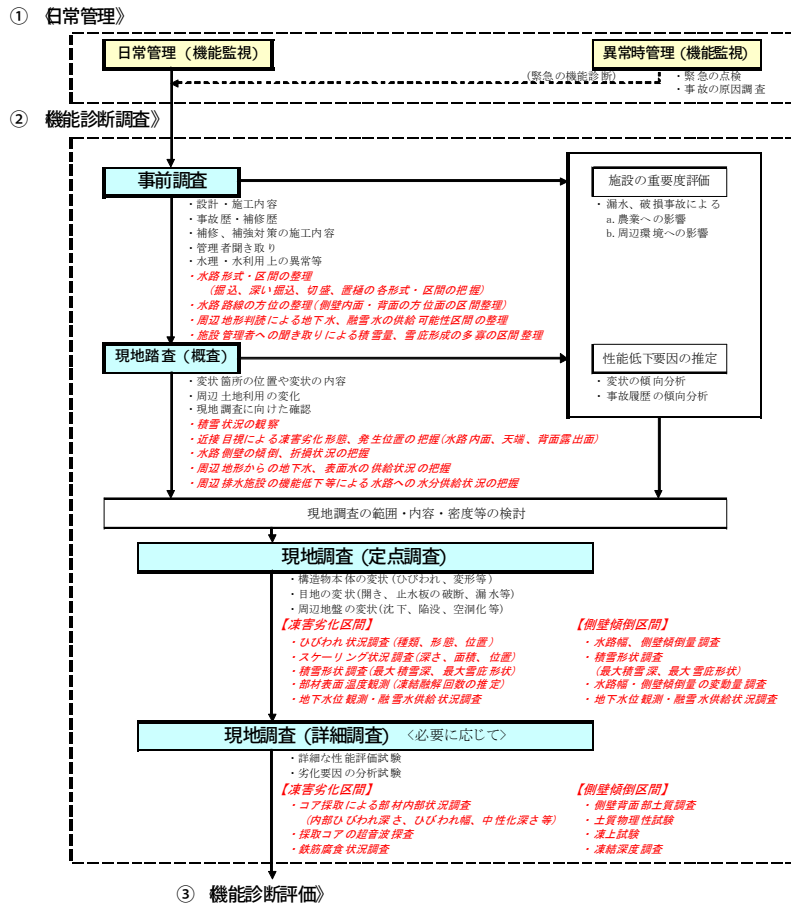 ① 《日常管理》
日常管理（機能監視）
異常時管理（機能監視）
（緊急の機能診断）
・緊急の点検
・事故の原因調査
② 《機能診断調査》
事前調査
・設計・施工内容
・事故歴・補修歴
・補修、補強対策の施工内容
・管理者聞き取り
・水理・水利用上の異常等
・水路形式・区間の整理
（掘込、深い掘込、切盛、置樋の各形式・区間の把握）
・水路路線の方位の整理（側壁内面・背面の方位面の区間整理）
・周辺地形判読による地下水、融雪水の供給可能性区間の整理
・施設管理者への聞き取りによる積雪量、雪庇形成の多寡の区間整理
施設の重要度評価
・漏水、破損事故による
a. 農業への影響
b. 周辺環境への影響
現地踏査（概査）
・変状箇所の位置や変状の内容
・周辺土地利用の変化
・現地調査に向けた確認
・積雪状況の観察
・近接目視による凍害劣化形態、発生位置の把握（水路内面、天端、背面露出面）
・水路側壁の傾倒、折損状況の把握
・周辺地形からの地下水、表面水の供給状況の把握
・周辺排水施設の機能低下等による水路への水分供給状況の把握
性能低下要因の推定
・変状の傾向分析
・事故履歴の傾向分析
現地調査の範囲・内容・密度等の検討
現地調査（定点調査）
・構造物本体の変状（ひびわれ、変形等）
・目地の変状（開き、止水板の破断、漏水等）
・周辺地盤の変状（沈下、陥没、空洞化等）
【凍害劣化区間】
・ひびわれ状況調査（種類、形態、位置）
・スケーリング状況調査（深さ、面積、位置）
・積雪形状調査（最大積雪深、最大雪庇形状）
・部材表面温度観測（凍結融解回数の推定）
・地下水位観測・融雪水供給状況調査
【側壁傾倒区間】
・水路幅、側壁傾倒量調査
・積雪形状調査
（最大積雪深、最大雪庇形状）
・水路幅・側壁傾倒量の変動量調査
・地下水位観測・融雪水供給状況調査
現地調査（詳細調査）〈必要に応じて〉
・詳細な性能評価試験
・劣化要因の分析試験
【凍害劣化区間】
・コア採取による部材内部状況調査
（内部ひびわれ深さ、ひびわれ幅、中性化深さ等）
・採取コアの超音波探査
・鉄筋腐食状況調査
【側壁傾倒区間】
・側壁背面部土質調査
・土質物理性試験
・凍上試験
・凍結深度調査
③ 《機能診断評価》